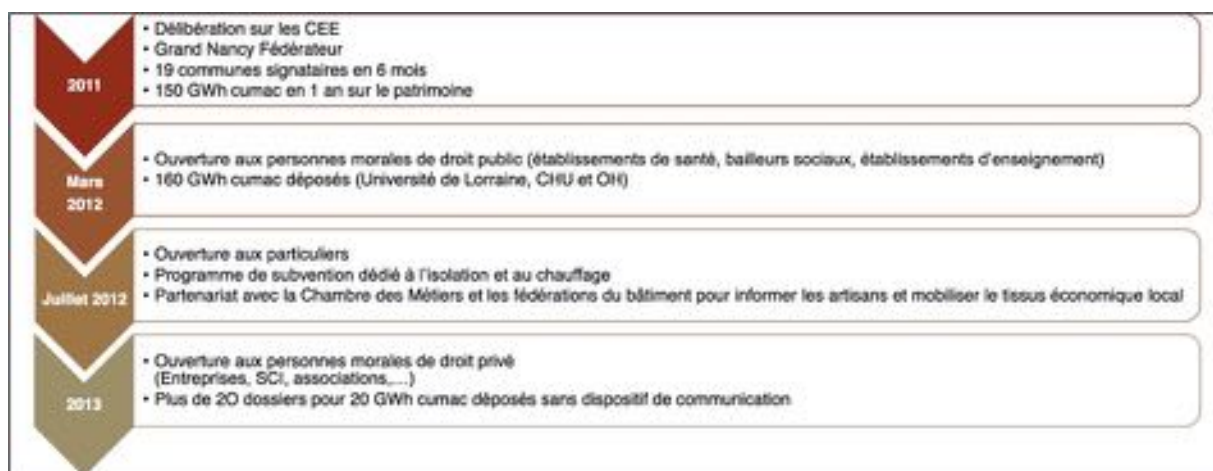 2011
• Délibération sur les CEE
• Grand Nancy Fédérateur
• 19 communes signataires en 6 mois
• 150 GWh cumac en 1 an sur le patrimoine
Mars
2012
• Ouverture aux personnes morales de droit public (établissements de santé, bailleurs sociaux, établissements d'enseignement)
• 160 GWh cumac déposés (Université de Lorraine, CHU et OH)
Juillet 2012
• Ouverture aux particuliers
• Programme de subvention dédié à l'isolation et au chauffage
• Partenariat avec la Chambre des Métiers et les fédérations du bâtiment pour informer les artisans et mobiliser le tissus économique local
2013
• Ouverture aux personnes morales de droit privé
(Entreprises, SCI, associations,…)
• Plus de 2O dossiers pour 20 GWh cumac déposés sans dispositif de communication